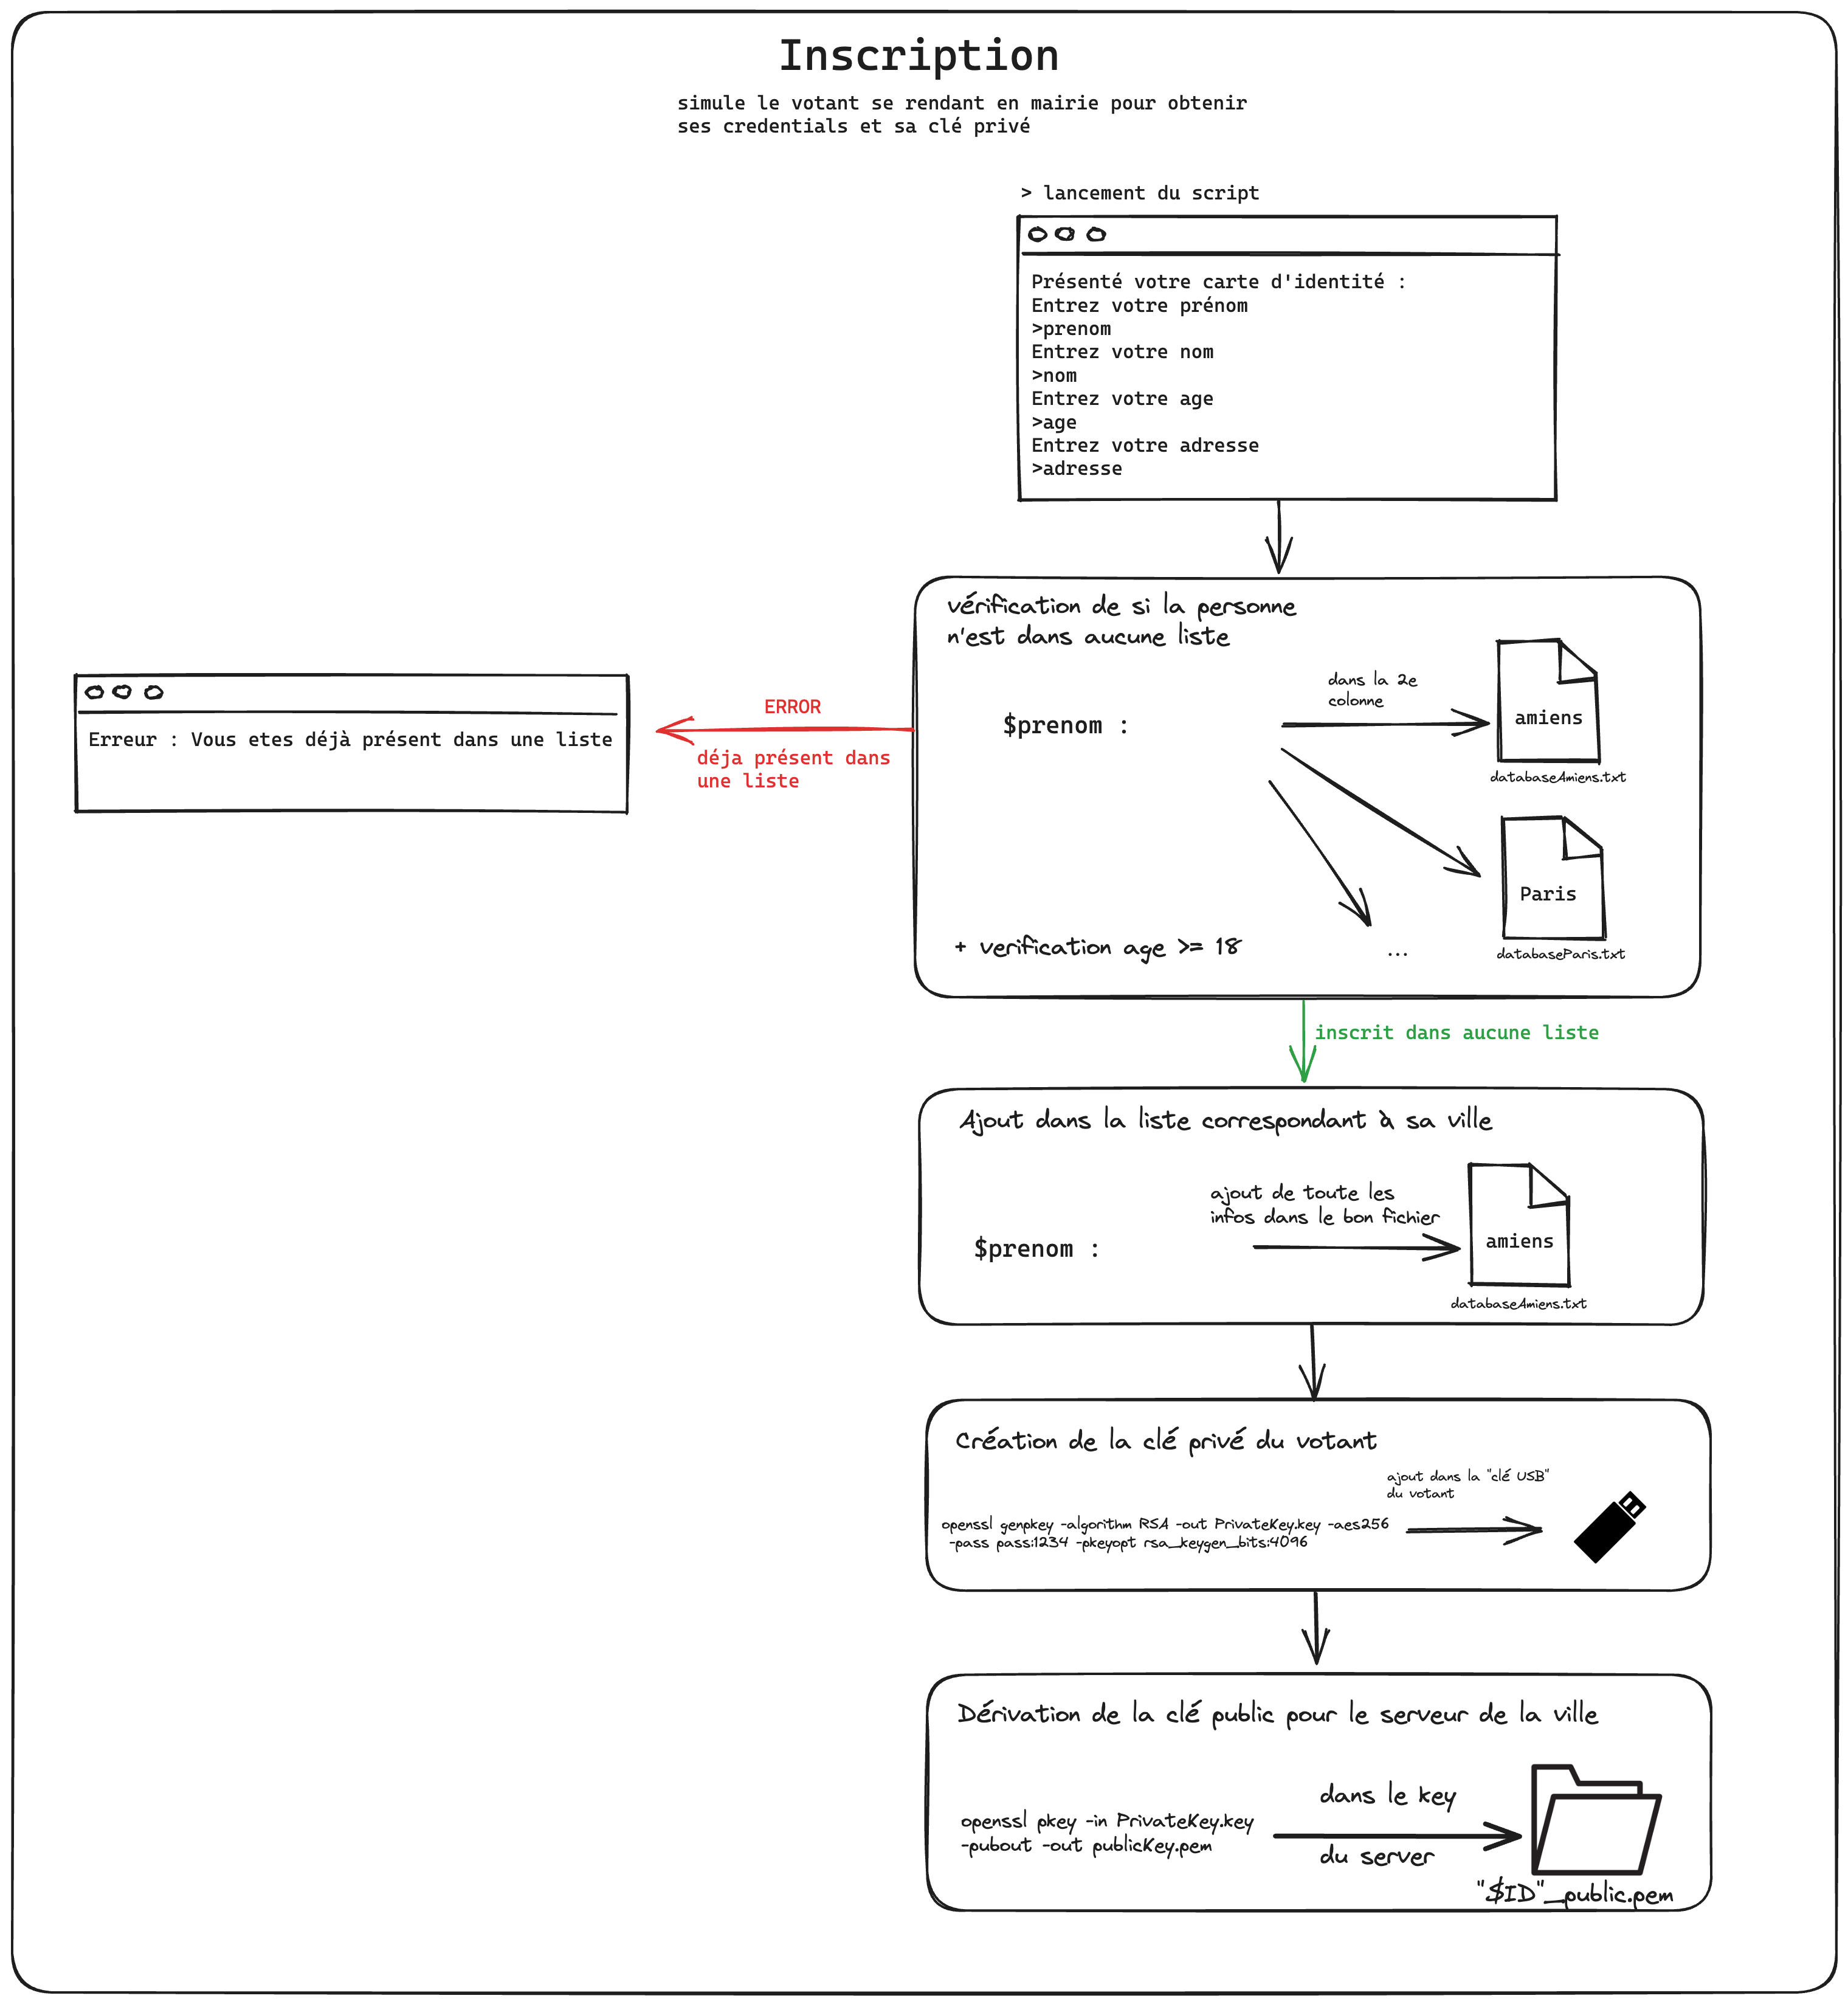 Inscription
simule le votant se rendant en mairie pour obtenir
ses credentials et sa clé privé
> lancement du script
Présenté votre carte d'identité :
Entrez votre prénom
>prenom
Entrez votre nom
>nom
Entrez votre age
>age
Entrez votre adresse
>adresse
vérification de si la personne
n'est dans aucune liste
dans la 2e
colonne
$prenom :
amiens
databaseAmiens.txt
Paris
databaseParis.txt
+ verification age >= 18
...
ERROR
déja présent dans
une liste
Erreur : Vous etes déjà présent dans une liste
inscrit dans aucune liste
Ajout dans la liste correspondant à sa ville
ajout de toute les
infos dans le bon fichier
$prenom :
amiens
databaseAmiens.txt
Création de la clé privé du votant
ajout dans la "clé USB"
du votant
openssl genpkey -algorithm RSA -out PrivateKey.key -aes256
-pass pass:1234 -pkeyopt rsa_keygen_bits:4096
Dérivation de la clé public pour le serveur de la ville
openssl pkey -in PrivateKey.key
-pubout -out publicKey.pem
dans le key
du server
"$ID"_public.pem